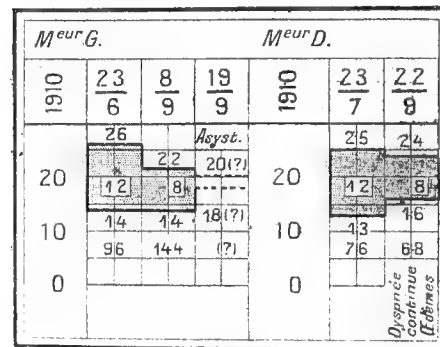 Mᵉᵘʳ G. Mᵉᵘʳ D.
1910 23/6 8/9 19/9 1910 23/7 22/8
26 Asyst. 25 24
22 20(?)
20 12 8 20 12 8
14 14 18(?) 16
10 10 13
96 144 (?) 76 68
0 0
Dyspnée
continue
Œdèmes